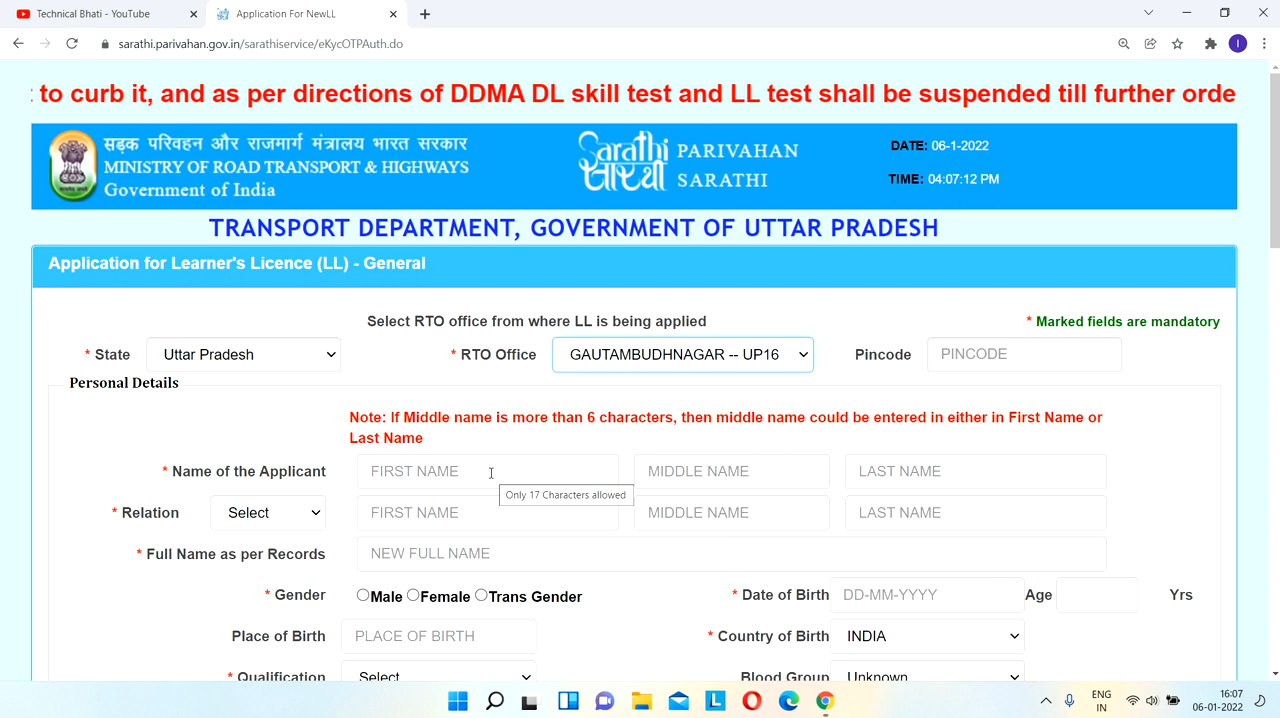 Technical Bhati - YouTube
Application For NewLL
sarathi.parivahan.gov.in/sarathiservice/eKycOTPAuth.do
to curb it, and as per directions of DDMA DL skill test and LL test shall be suspended till further orde
सड़क परिवहन और राजमार्ग मंत्रालय भारत सरकार
MINISTRY OF ROAD TRANSPORT & HIGHWAYS
Government of India
Sarathi
सारथी
PARIVAHAN
SARATHI
DATE: 06-1-2022
TIME: 04:07:12 PM
TRANSPORT DEPARTMENT, GOVERNMENT OF UTTAR PRADESH
Application for Learner's Licence (LL) - General
Select RTO office from where LL is being applied
* Marked fields are mandatory
* State Uttar Pradesh * RTO Office GAUTAMBUDHNAGAR -- UP16 Pincode PINCODE
Personal Details
Note: If Middle name is more than 6 characters, then middle name could be entered in either in First Name or
Last Name
* Name of the Applicant FIRST NAME MIDDLE NAME LAST NAME
Only 17 Characters allowed
* Relation Select FIRST NAME MIDDLE NAME LAST NAME
* Full Name as per Records NEW FULL NAME
* Gender Male Female Trans Gender * Date of Birth DD-MM-YYYY Age Yrs
Place of Birth PLACE OF BIRTH * Country of Birth INDIA
* Qualification Select Blood Group Unknown
ENG
IN
16:07
06-01-2022